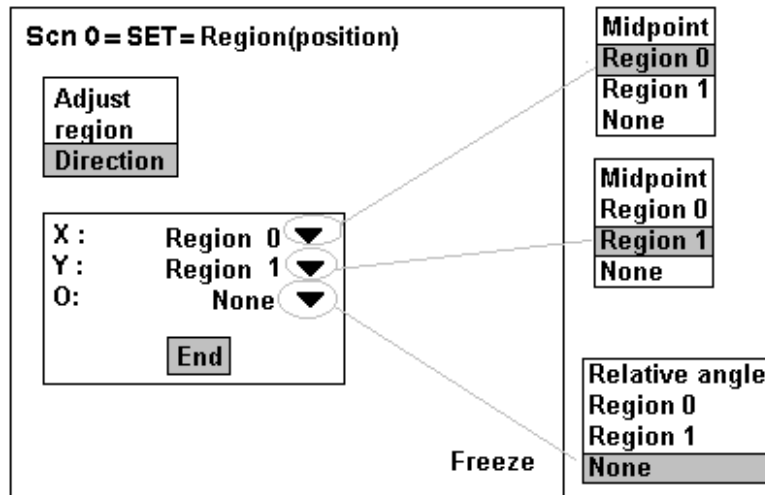 Scn 0=SET=Region(position)
Adjust
region
Direction
X : Region 0
Y : Region 1
O: None
End
Freeze
Midpoint
Region 0
Region 1
None
Midpoint
Region 0
Region 1
None
Relative angle
Region 0
Region 1
None